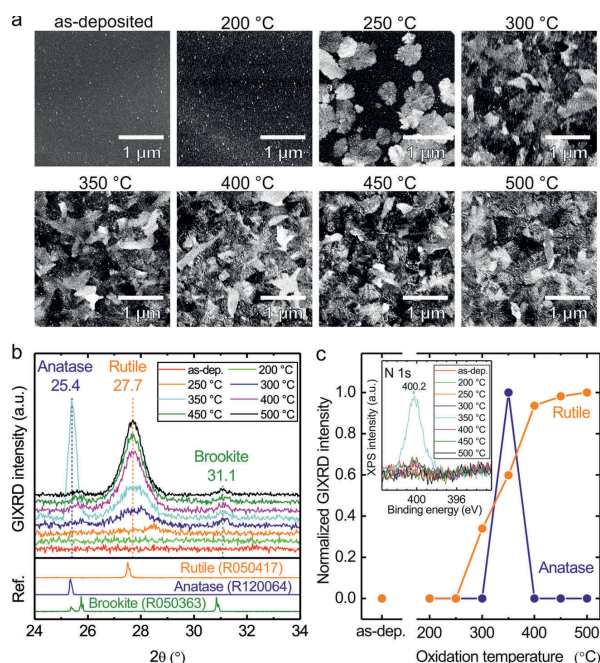 a
as-deposited 200 °C 250 °C 300 °C
1 µm 1 µm 1 µm 1 µm
350 °C 400 °C 450 °C 500 °C
1 µm 1 µm 1 µm 1 µm
b
Anatase
25.4
Rutile
27.7
as-dep. 200 °C
250 °C 300 °C
350 °C 400 °C
450 °C 500 °C
Brookite
31.1
GIXRD intensity (a.u.)
Rutile (R050417)
Anatase (R120064)
Brookite (R050363)
Ref.
24 26 28 30 32 34
2θ (°)
c
N 1s
400.2
as-dep.
200 °C
250 °C
300 °C
350 °C
400 °C
450 °C
500 °C
XPS intensity (a.u.)
400 396
Binding energy (eV)
Rutile
Anatase
Normalized GIXRD intensity
1.0
0.8
0.6
0.4
0.2
0.0
as-dep. 200 300 400 500
Oxidation temperature (°C)